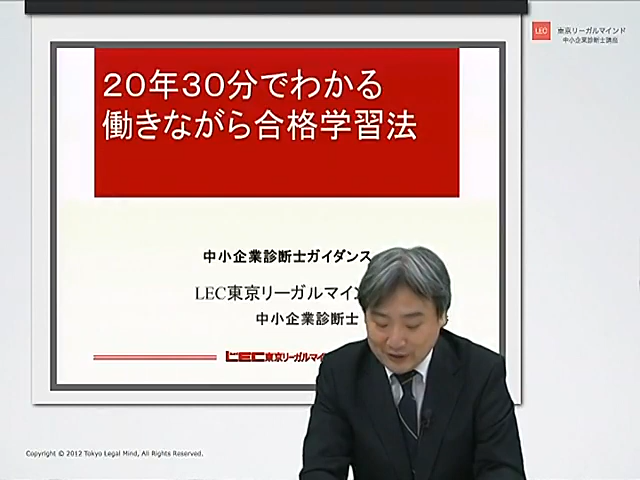 20年30分でわかる
働きながら合格学習法
中小企業診断士ガイダンス
LEC東京リーガルマイン
中小企業診断士
LEC東京リーガルマイン
LEC 東京リーガルマインド
中小企業診断士講座
Copyright © 2012 Tokyo Legal Mind, All Rights Reserved.